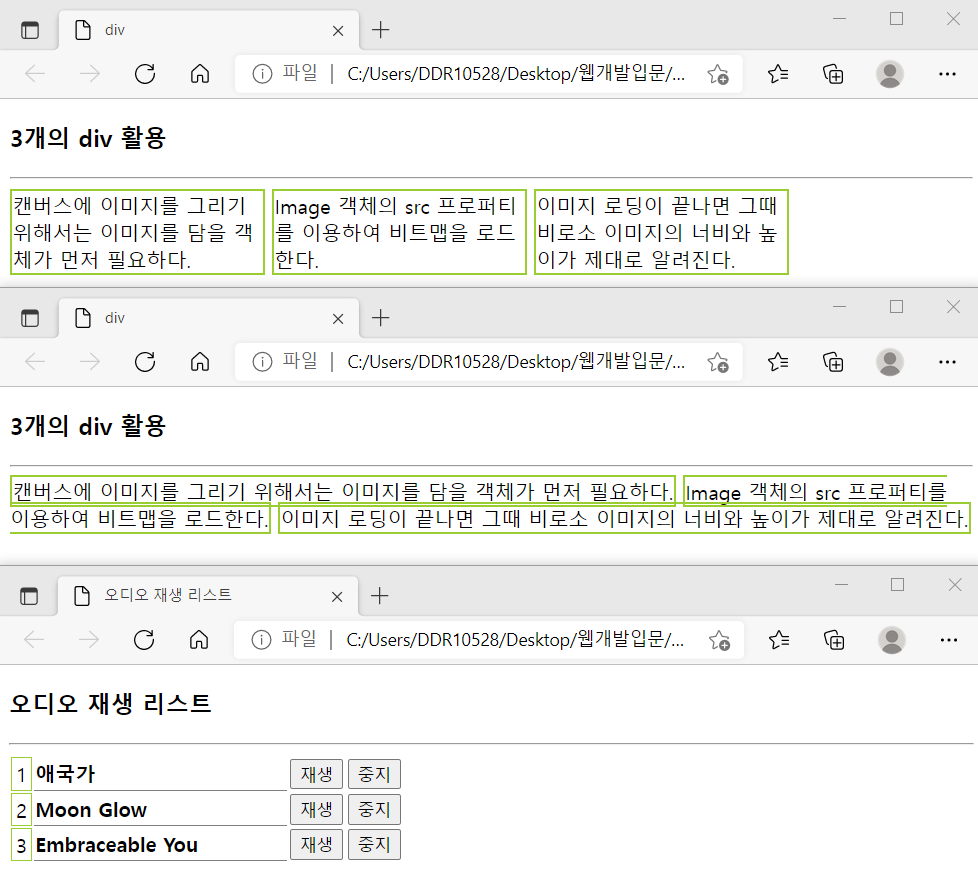 div
파일 | C:/Users/DDR10528/Desktop/웹개발입문/...
3개의 div 활용
캔버스에 이미지를 그리기
위해서는 이미지를 담을 객
체가 먼저 필요하다.
Image 객체의 src 프로퍼티
를 이용하여 비트맵을 로드
한다.
이미지 로딩이 끝나면 그때
비로소 이미지의 너비와 높
이가 제대로 알려진다.
div
파일 | C:/Users/DDR10528/Desktop/웹개발입문/...
3개의 div 활용
캔버스에 이미지를 그리기 위해서는 이미지를 담을 객체가 먼저 필요하다. Image 객체의 src 프로퍼티를
이용하여 비트맵을 로드한다. 이미지 로딩이 끝나면 그때 비로소 이미지의 너비와 높이가 제대로 알려진다.
오디오 재생 리스트
파일 | C:/Users/DDR10528/Desktop/웹개발입문/...
오디오 재생 리스트
1 애국가 재생 중지
2 Moon Glow 재생 중지
3 Embraceable You 재생 중지